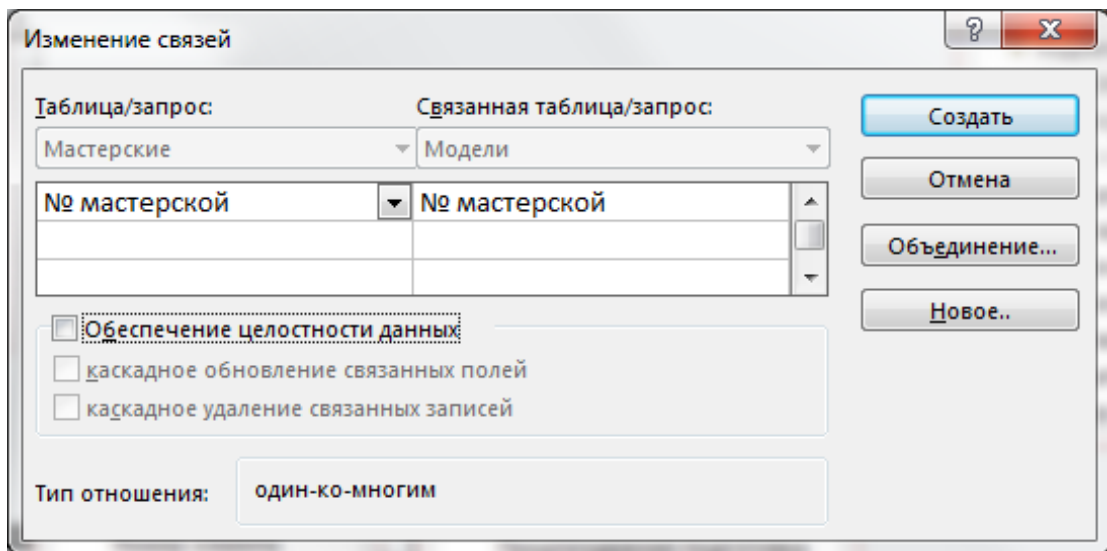 Изменение связей
Таблица/запрос: Связанная таблица/запрос:
Мастерские Модели
№ мастерской № мастерской
Обеспечение целостности данных
каскадное обновление связанных полей
каскадное удаление связанных записей
Тип отношения: один-ко-многим
Создать
Отмена
Объединение...
Новое..